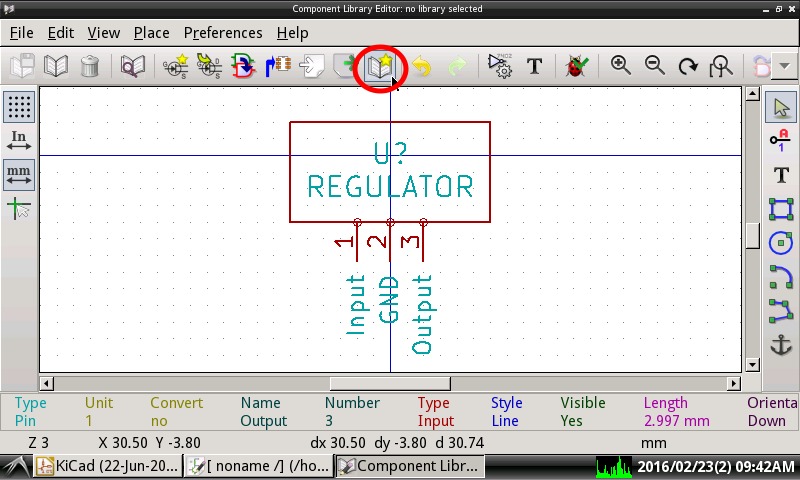 Component Library Editor: no library selected
File Edit View Place Preferences Help
T
In
mm
U?
REGULATOR
1 2 3
Input GND Output
1
T
Type Unit Convert Name Number Type Style Visible Length Orienta
Pin 1 no Output 3 Input Line Yes 2.997 mm Down
Z 3 X 30.50 Y -3.80 dx 30.50 dy -3.80 d 30.74 mm
KiCad (22-Jun-20... [ noname /] (/ho... Component Libr... 2016/02/23(2) 09:42AM